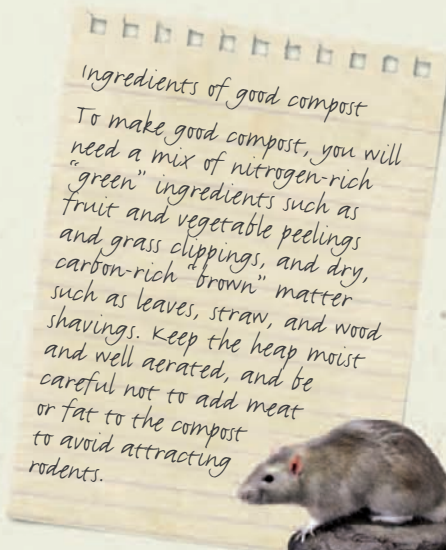 Ingredients of good compost
To make good compost, you will
need a mix of nitrogen-rich
"green" ingredients such as
fruit and vegetable peelings
and grass clippings, and dry,
carbon-rich "brown" matter
such as leaves, straw, and wood
shavings. Keep the heap moist
and well aerated, and be
careful not to add meat
or fat to the compost
to avoid attracting
rodents.